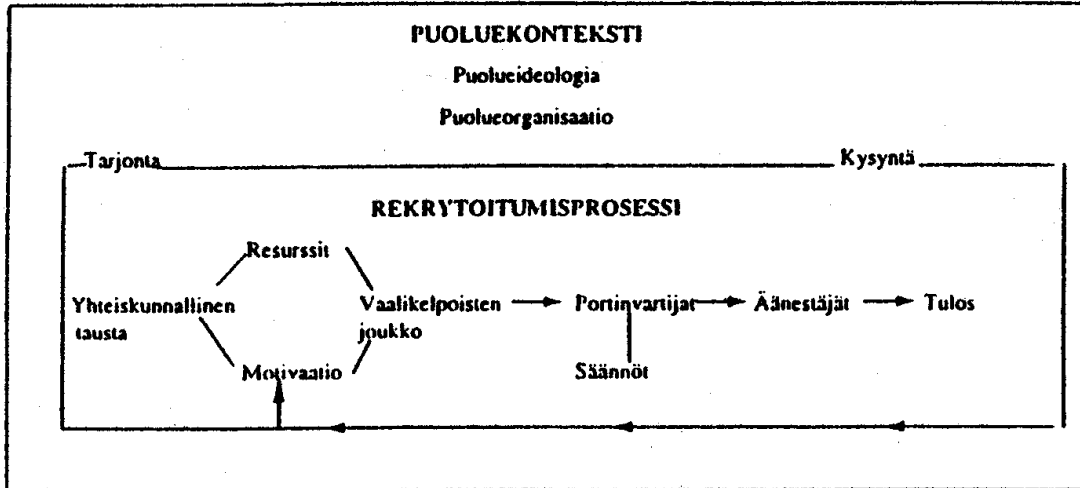 PUOLUEKONTEKSTI
Puolueideologia
Puolueorganisaatio
Tarjonta Kysyntä
REKRYTOITUMISPROSESSI
Resurssit
Yhteiskunnallinen Vaalikelpoisten Portinvartijat Äänestäjät Tulos
tausta joukko
Motivaatio Säännöt